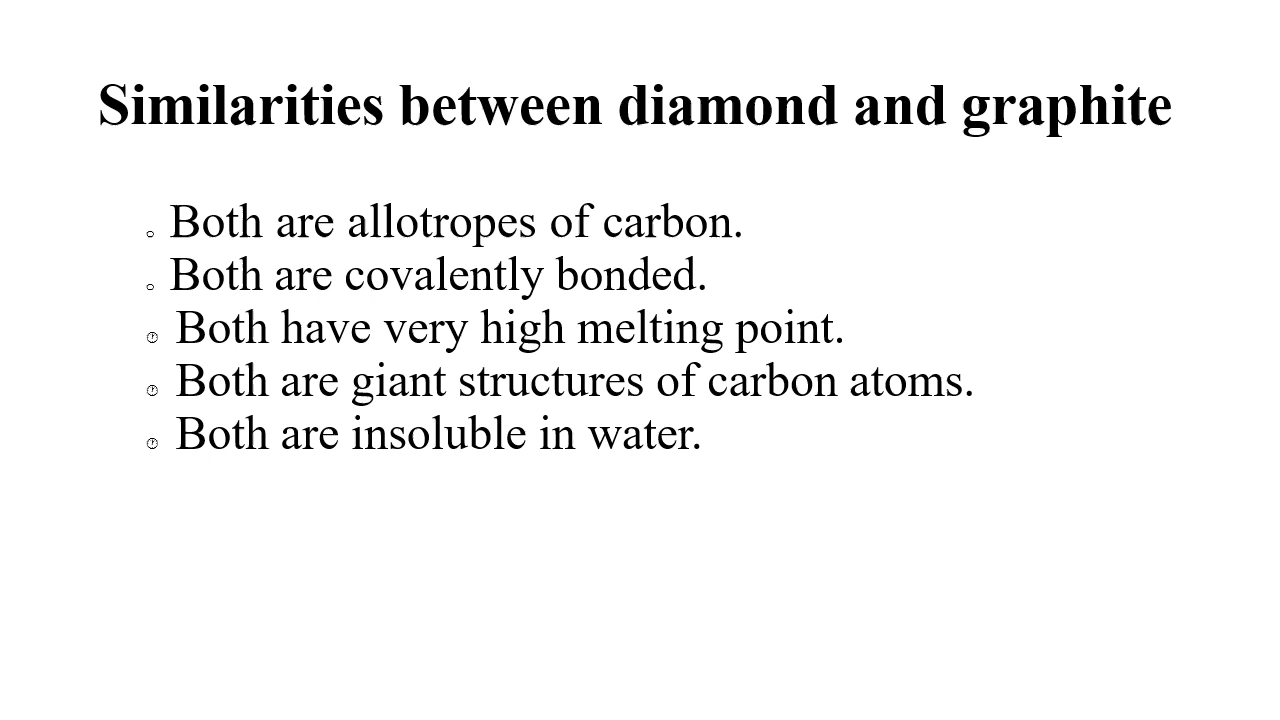 Similarities between diamond and graphite
Both are allotropes of carbon.
Both are covalently bonded.
Both have very high melting point.
Both are giant structures of carbon atoms.
Both are insoluble in water.